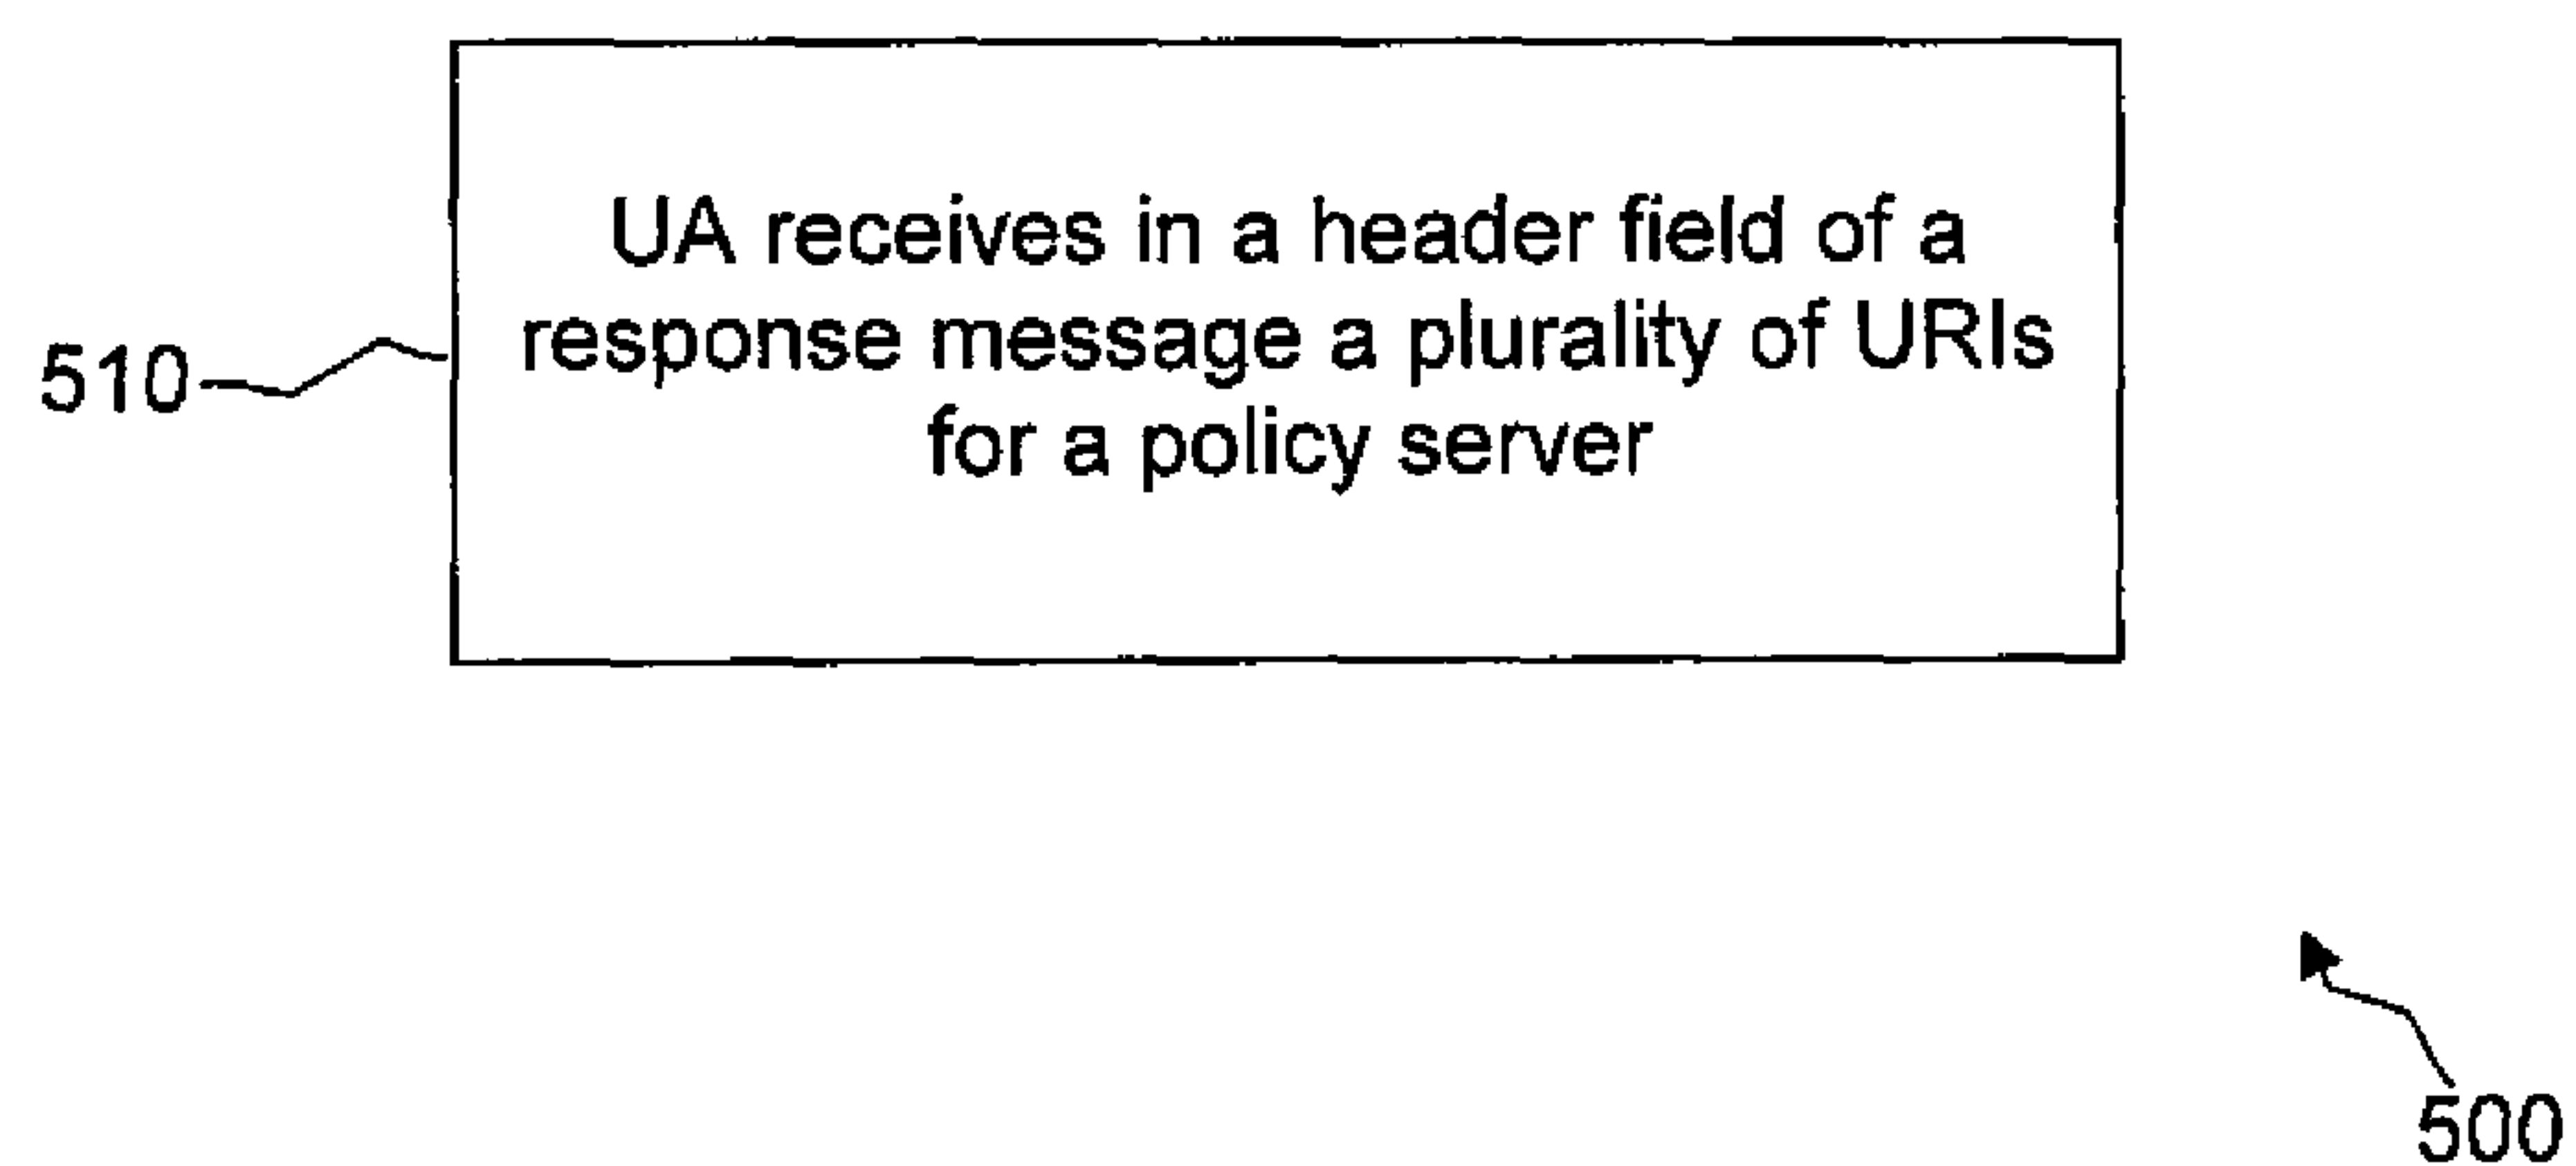 UA receives in a header field of a
response message a plurality of URIs
for a policy server
510
500